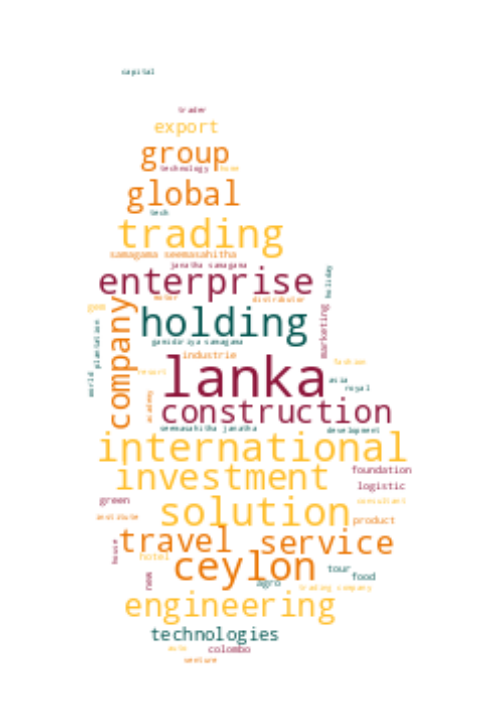 capital
trader
export
group
technology home
global
tech
trading
samagama seemasahitha
janatha samagama
holiday
enterprise
motor
distributor
gem
company
holding
marketing
plantation
gamidiriya samagama
industrie
fashion
world
resort
lanka
asia
royal
academy
construction
seemasahitha janatha
development
international
investment
foundation
logistic
green
solution
consultant
institute
product
travel service
house
hotel
ceylon
tour
food
new
agro
trading company
engineering
technologies
auto
colombo
venture